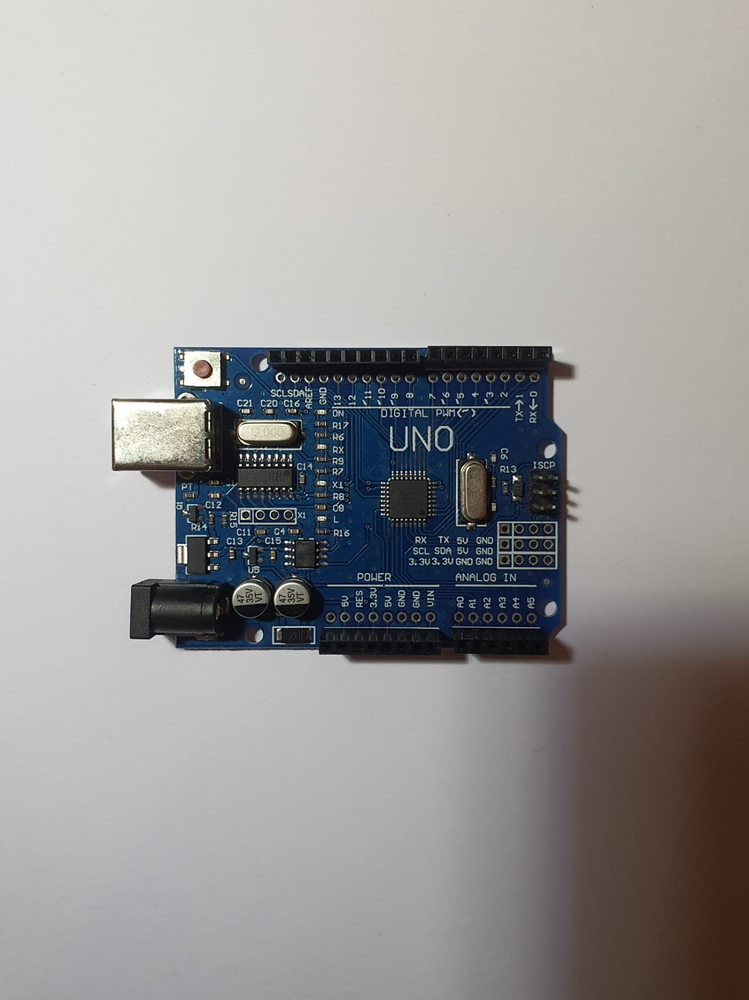 SCL SDA AREF GND 13 12 ~11 ~10 ~9 8 7 ~6 ~5 4 ~3 2 TX→1 RX←0
DIGITAL PWM(~)
UNO
C21 C20 C16
ON
R17
R6
RX
R9
R7
TX
R8
C8
L
R16
12.000
C14
C9
R13
ISCP
PT
Q1
C12
R14
R15
X1
C11 C4
C13 C15
U5
RX TX 5V GND
SCL SDA 5V GND
3.3V 3.3V GND GND
POWER
ANALOG IN
5V RES 3.3V 5V GND GND VIN
A0 A1 A2 A3 A4 A5
47
35V
VT
47
35V
VT